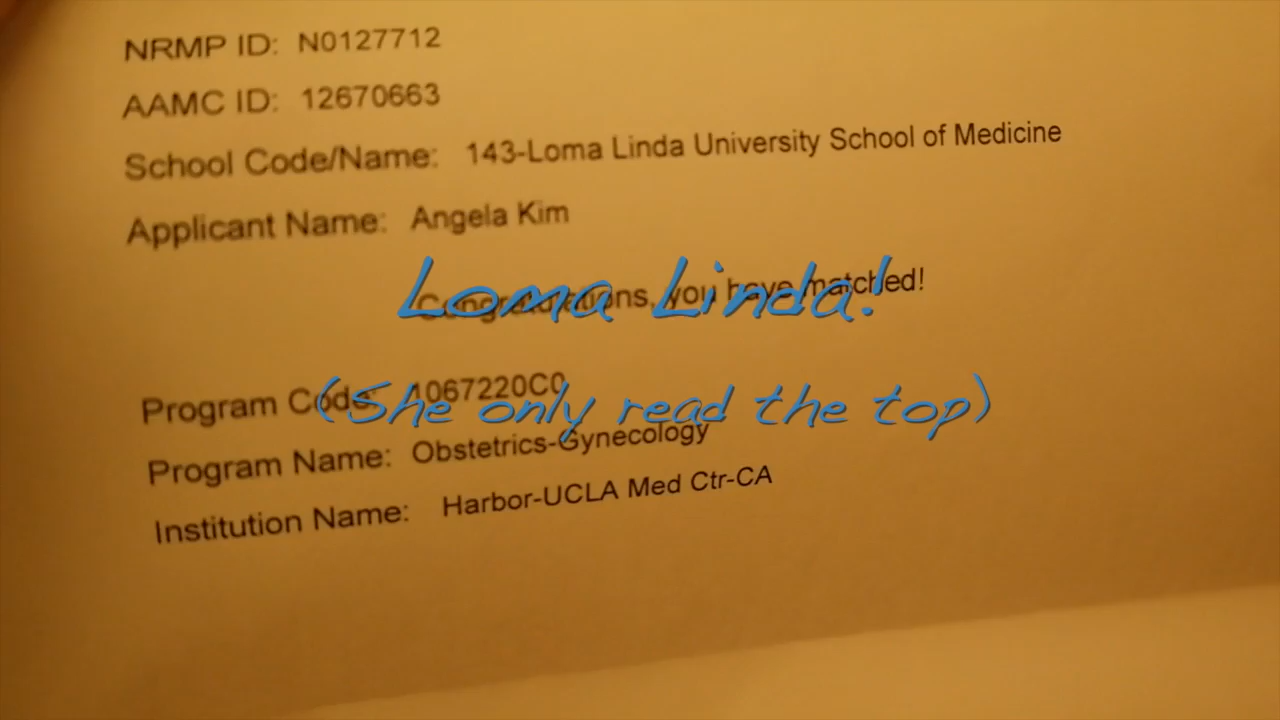 NRMP ID: N0127712
AAMC ID: 12670663
School Code/Name: 143-Loma Linda University School of Medicine
Applicant Name: Angela Kim
Congratulations, you have matched!
Loma Linda!
Program Code: 1067220C0
(She only read the top)
Program Name: Obstetrics-Gynecology
Institution Name: Harbor-UCLA Med Ctr-CA